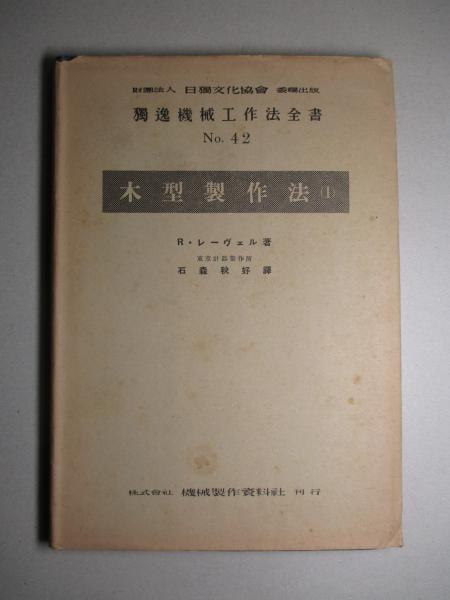 財團法人 日獨文化協會 委囑出版
獨逸機械工作法全書
No. 42
木型製作法(1)
R・レーヴェル著
東京計器製作所
石森秋好譯
株式會社 機械製作資料社 刊行